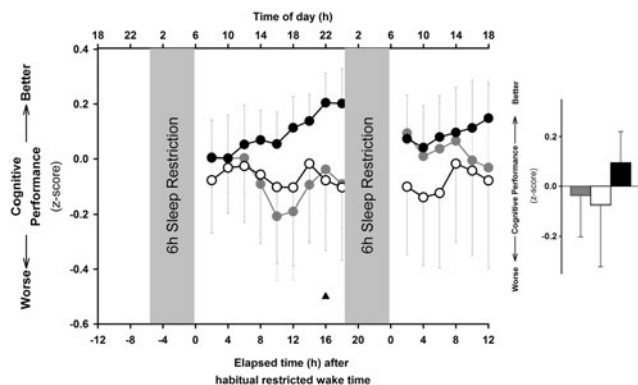 Time of day (h)
18 22 2 6 10 14 18 22 2 6 10 14 18
0.4
0.2
0.0
-0.2
-0.4
-0.6
Better
Cognitive
Performance
(z-score)
Worse
6h Sleep Restriction
6h Sleep Restriction
-12 -8 -4 0 4 8 12 16 20 0 4 8 12
Elapsed time (h) after
habitual restricted wake time
Better
Cognitive Performance
(z-score)
Worse
0.2
0.0
-0.2